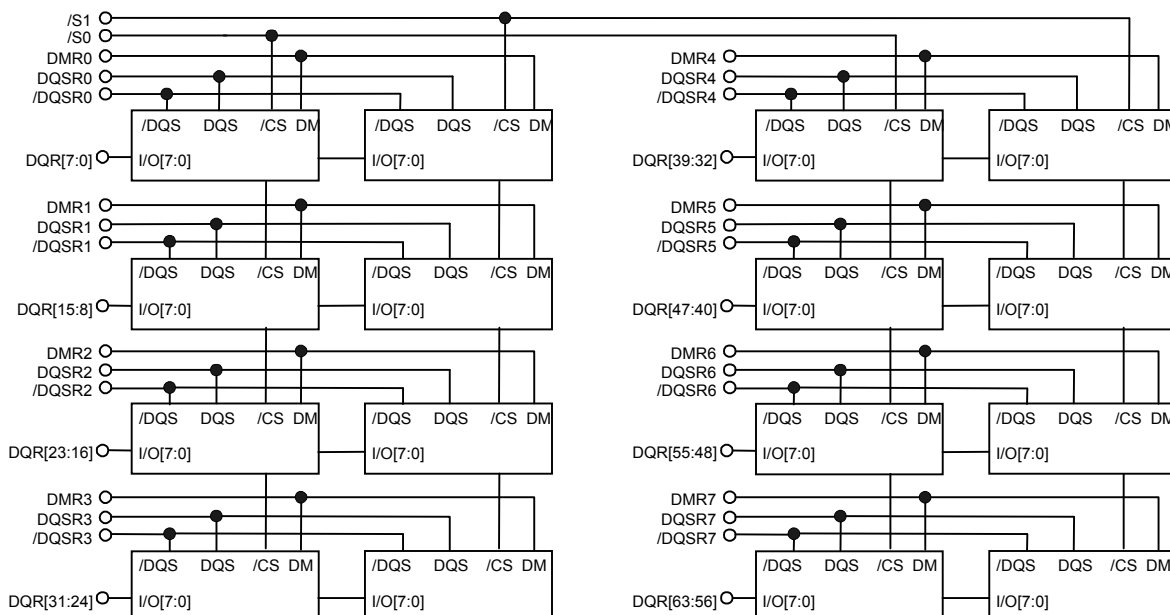 /S1
/S0
DMR0 DMR4
DQSR0 DQSR4
/DQSR0 /DQSR4
/DQS DQS /CS DM /DQS DQS /CS DM /DQS DQS /CS DM /DQS DQS /CS DM
DQR[7:0] I/O[7:0] I/O[7:0] DQR[39:32] I/O[7:0] I/O[7:0]
DMR1 DMR5
DQSR1 DQSR5
/DQSR1 /DQSR5
/DQS DQS /CS DM /DQS DQS /CS DM /DQS DQS /CS DM /DQS DQS /CS DM
DQR[15:8] I/O[7:0] I/O[7:0] DQR[47:40] I/O[7:0] I/O[7:0]
DMR2 DMR6
DQSR2 DQSR6
/DQSR2 /DQSR6
/DQS DQS /CS DM /DQS DQS /CS DM /DQS DQS /CS DM /DQS DQS /CS DM
DQR[23:16] I/O[7:0] I/O[7:0] DQR[55:48] I/O[7:0] I/O[7:0]
DMR3 DMR7
DQSR3 DQSR7
/DQSR3 /DQSR7
/DQS DQS /CS DM /DQS DQS /CS DM /DQS DQS /CS DM /DQS DQS /CS DM
DQR[31:24] I/O[7:0] I/O[7:0] DQR[63:56] I/O[7:0] I/O[7:0]